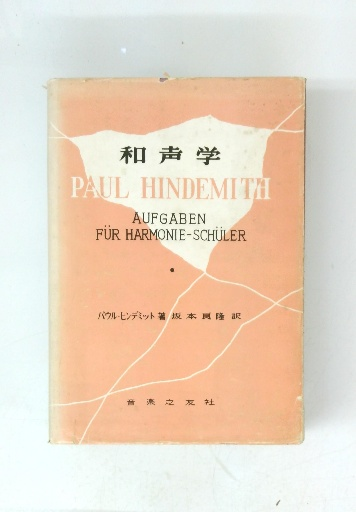 和声学
PAUL HINDEMITH
AUFGABEN
FÜR HARMONIE-SCHÜLER
パウル・ヒンデミット著 坂本良隆訳
音楽之友社